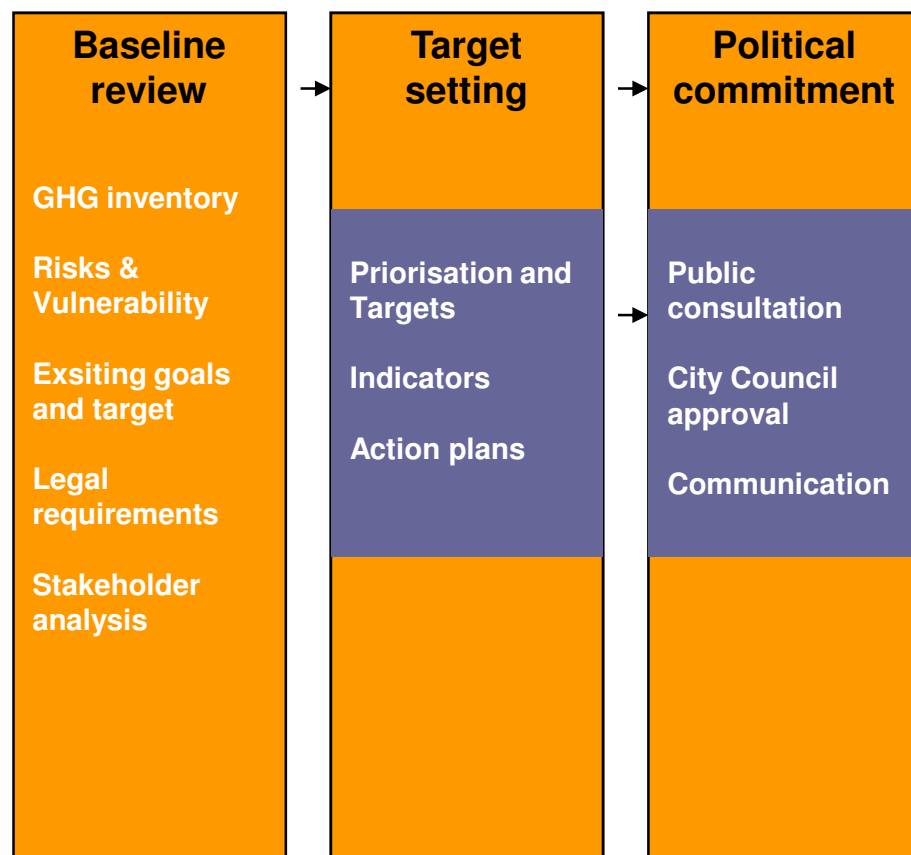 Baseline
review
GHG inventory
Risks &
Vulnerability
Exsiting goals
and target
Legal
requirements
Stakeholder
analysis
Target
setting
Priorisation and
Targets
Indicators
Action plans
Political
commitment
Public
consultation
City Council
approval
Communication